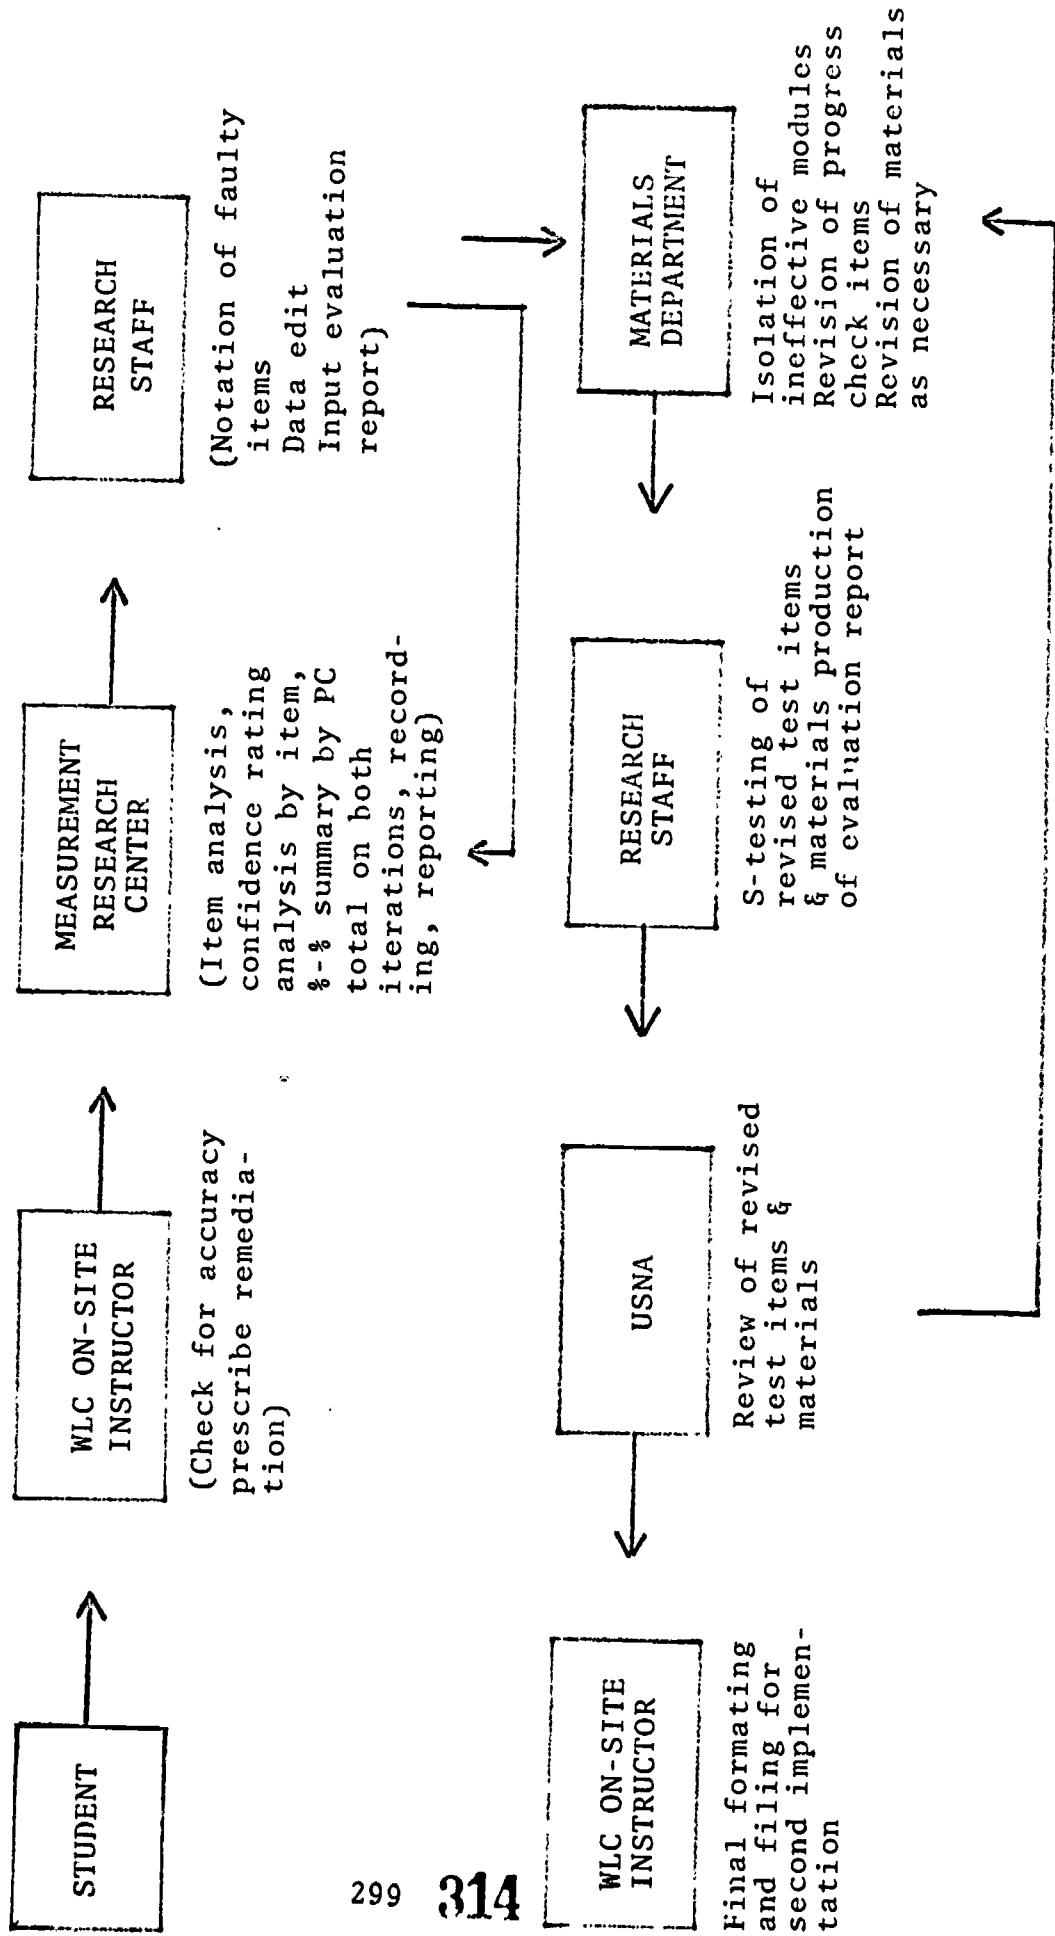 STUDENT
WLC ON-SITE
INSTRUCTOR
(Check for accuracy
prescribe remedia-
tion)
MEASUREMENT
RESEARCH
CENTER
(Item analysis,
confidence rating
analysis by item,
%-% summary by PC
total on both
iterations, record-
ing, reporting)
RESEARCH
STAFF
(Notation of faulty
items
Data edit
Input evaluation
report)
MATERIALS
DEPARTMENT
Isolation of
ineffective modules
Revision of progress
check items
Revision of materials
as necessary
RESEARCH
STAFF
S-testing of
revised test items
& materials production
of evaluation report
USNA
Review of revised
test items &
materials
WLC ON-SITE
INSTRUCTOR
Final formating
and filing for
second implemen-
tation
299
314